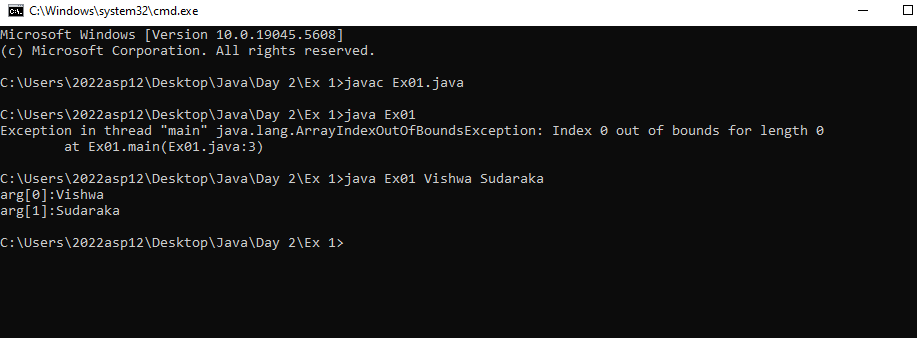 C:\Windows\system32\cmd.exe
Microsoft Windows [Version 10.0.19045.5608]
(c) Microsoft Corporation. All rights reserved.
C:\Users\2022asp12\Desktop\Java\Day 2\Ex 1>javac Ex01.java
C:\Users\2022asp12\Desktop\Java\Day 2\Ex 1>java Ex01
Exception in thread "main" java.lang.ArrayIndexOutOfBoundsException: Index 0 out of bounds for length 0
        at Ex01.main(Ex01.java:3)
C:\Users\2022asp12\Desktop\Java\Day 2\Ex 1>java Ex01 Vishwa Sudaraka
arg[0]:Vishwa
arg[1]:Sudaraka
C:\Users\2022asp12\Desktop\Java\Day 2\Ex 1>